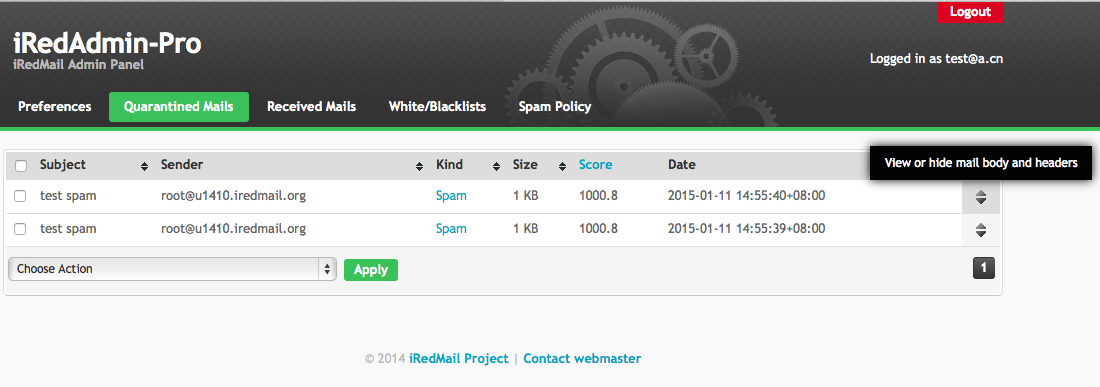 Logout
iRedAdmin-Pro
iRedMail Admin Panel
Logged in as test@a.cn
Preferences Quarantined Mails Received Mails White/Blacklists Spam Policy
Subject Sender Kind Size Score Date
View or hide mail body and headers
test spam root@u1410.iredmail.org Spam 1 KB 1000.8 2015-01-11 14:55:40+08:00
test spam root@u1410.iredmail.org Spam 1 KB 1000.8 2015-01-11 14:55:39+08:00
Choose Action Apply 1
© 2014 iRedMail Project | Contact webmaster